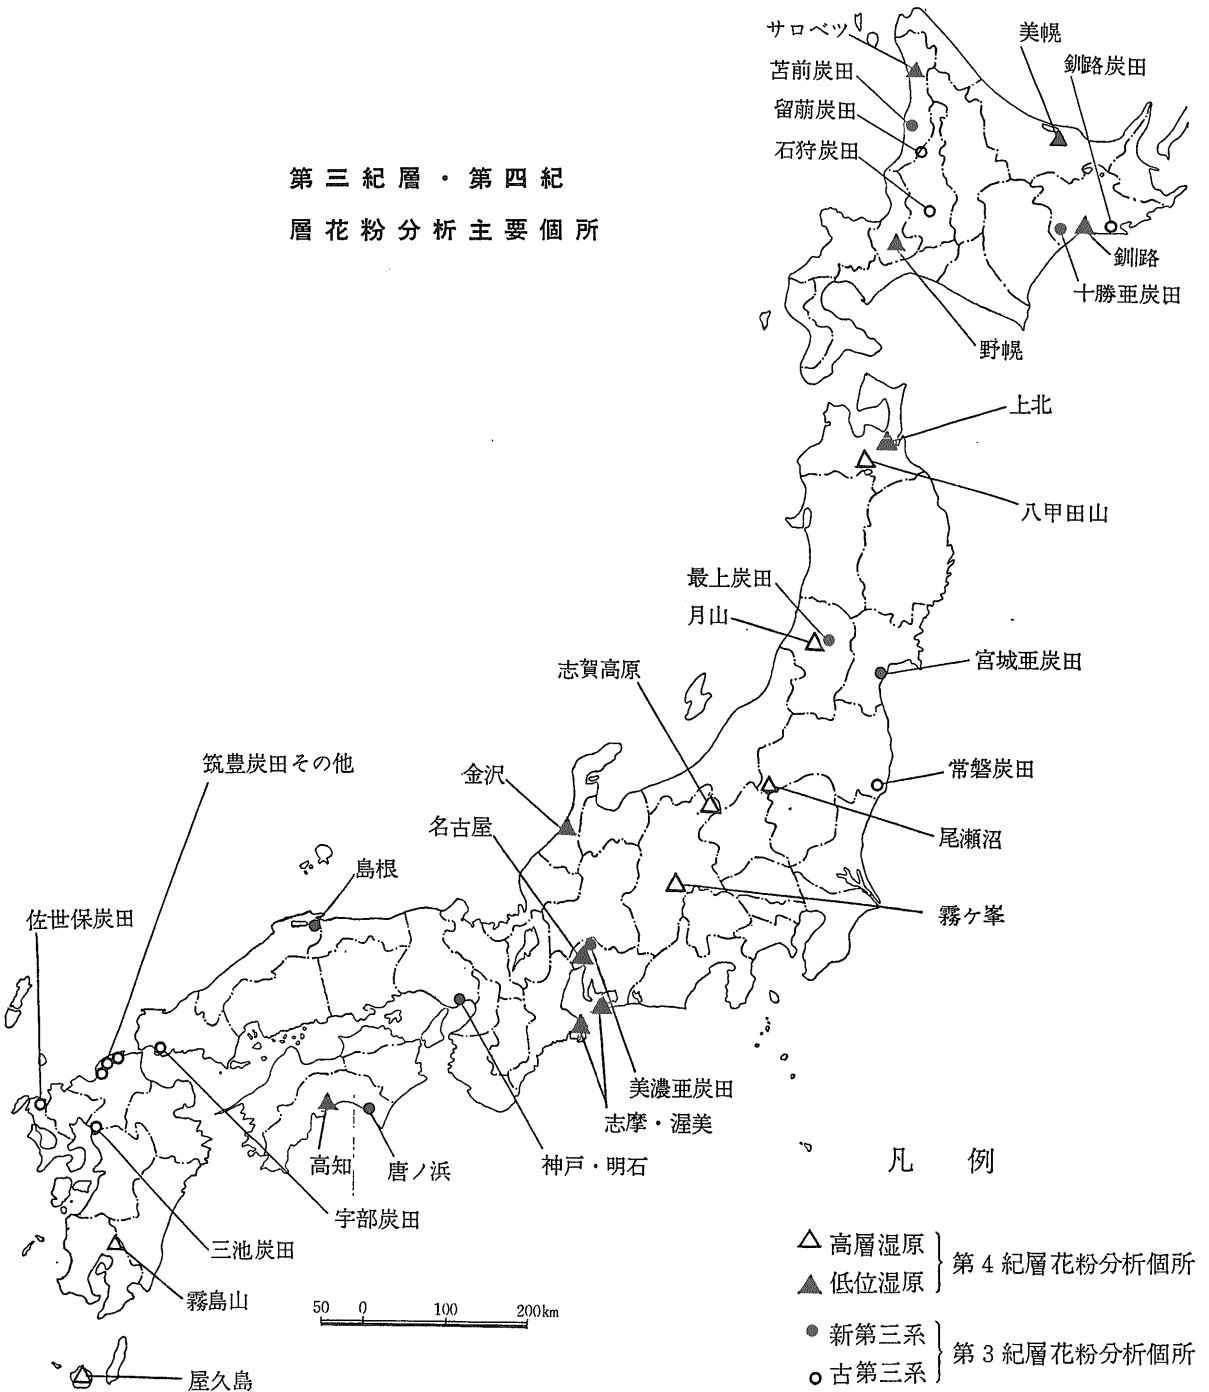 第三紀層・第四紀
層花粉分析主要個所
サロベツ
美幌
釧路炭田
苫前炭田
留萠炭田
石狩炭田
釧路
十勝亜炭田
野幌
上北
八甲田山
最上炭田
月山
宮城亜炭田
志賀高原
筑豊炭田その他
金沢
常磐炭田
名古屋
尾瀬沼
島根
佐世保炭田
霧ケ峯
美濃亜炭田
志摩・渥美
高知
唐ノ浜
神戸・明石
宇部炭田
三池炭田
霧島山
屋久島
50 0 100 200km
凡例
高層湿原
低位湿原
第4紀層花粉分析個所
新第三系
古第三系
第3紀層花粉分析個所